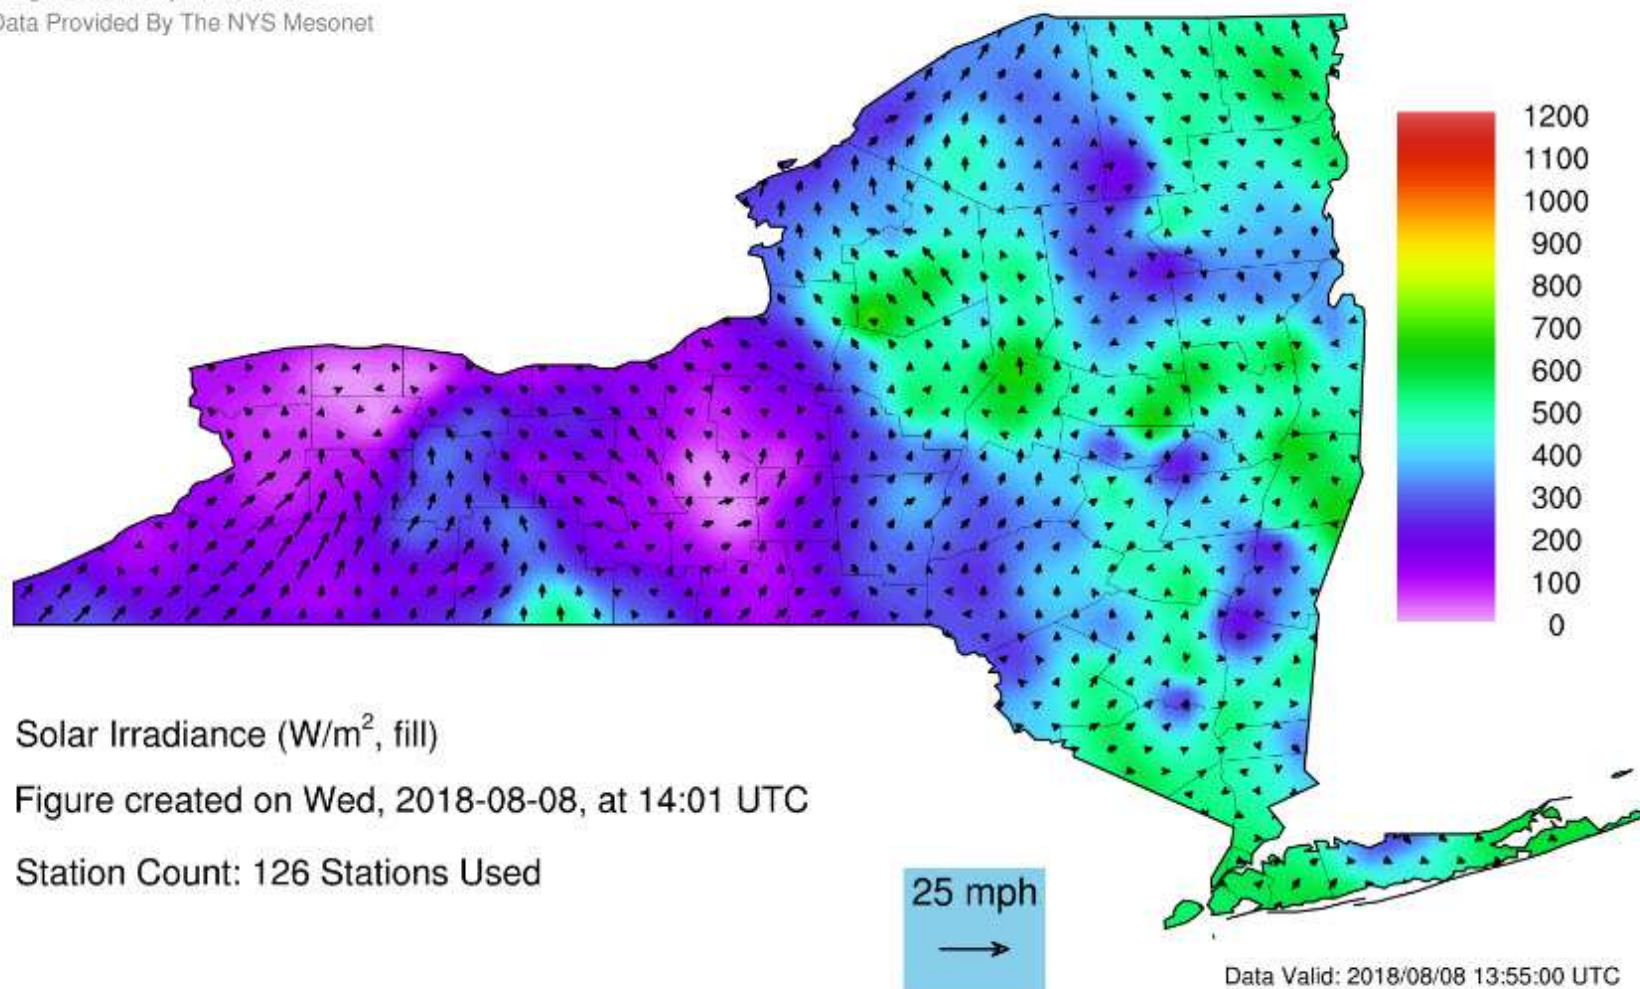 Data Provided By The NYS Mesonet
1200
1100
1000
900
800
700
600
500
400
300
200
100
0
Solar Irradiance (W/m², fill)
Figure created on Wed, 2018-08-08, at 14:01 UTC
Station Count: 126 Stations Used
25 mph
Data Valid: 2018/08/08 13:55:00 UTC